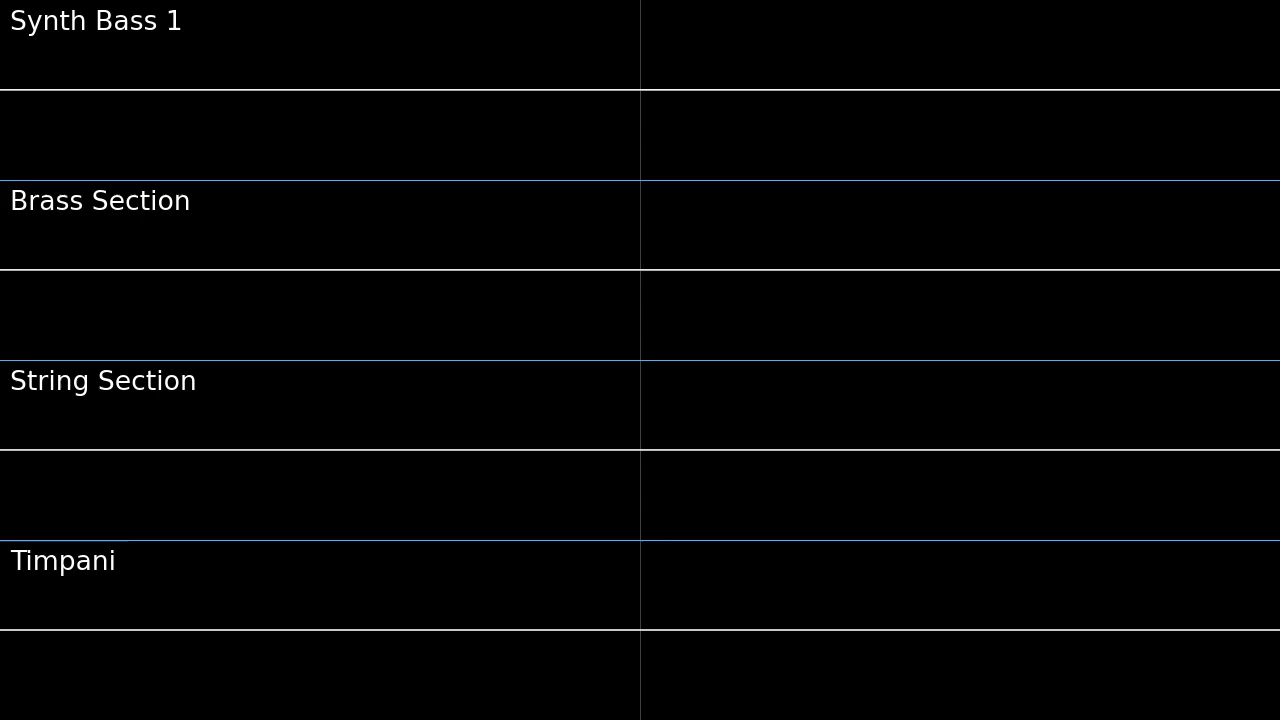 Synth Bass 1
Brass Section
String Section
Timpani